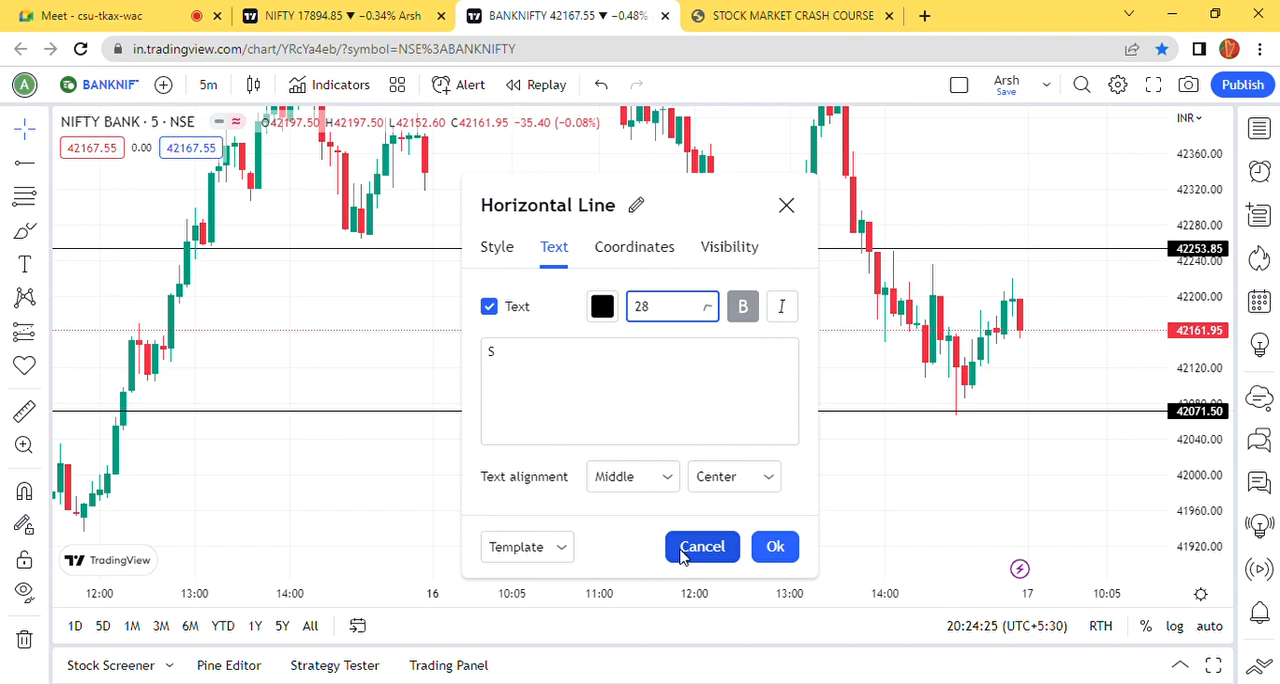 Meet - csu-tkax-wac
NIFTY 17894.85 ▼ −0.34% Arsh
BANKNIFTY 42167.55 ▼ −0.48%
STOCK MARKET CRASH COURSE
in.tradingview.com/chart/YRcYa4eb/?symbol=NSE%3ABANKNIFTY
A
BANKNIF
5m
Indicators
Alert
Replay
Arsh
Save
Publish
NIFTY BANK · 5 · NSE
O42197.50 H42197.50 L42152.60 C42161.95 −35.40 (−0.08%)
42167.55
0.00
42167.55
INR
42360.00
42320.00
42280.00
42253.85
42240.00
42200.00
42161.95
42120.00
42080.00
42071.50
42040.00
42000.00
41960.00
41920.00
Horizontal Line
Style
Text
Coordinates
Visibility
Text
28
B
I
S
Text alignment
Middle
Center
Template
Cancel
Ok
TradingView
12:00
13:00
14:00
16
10:05
11:00
12:00
13:00
14:00
17
10:05
1D 5D 1M 3M 6M YTD 1Y 5Y All
20:24:25 (UTC+5:30)
RTH
% log auto
Stock Screener
Pine Editor
Strategy Tester
Trading Panel